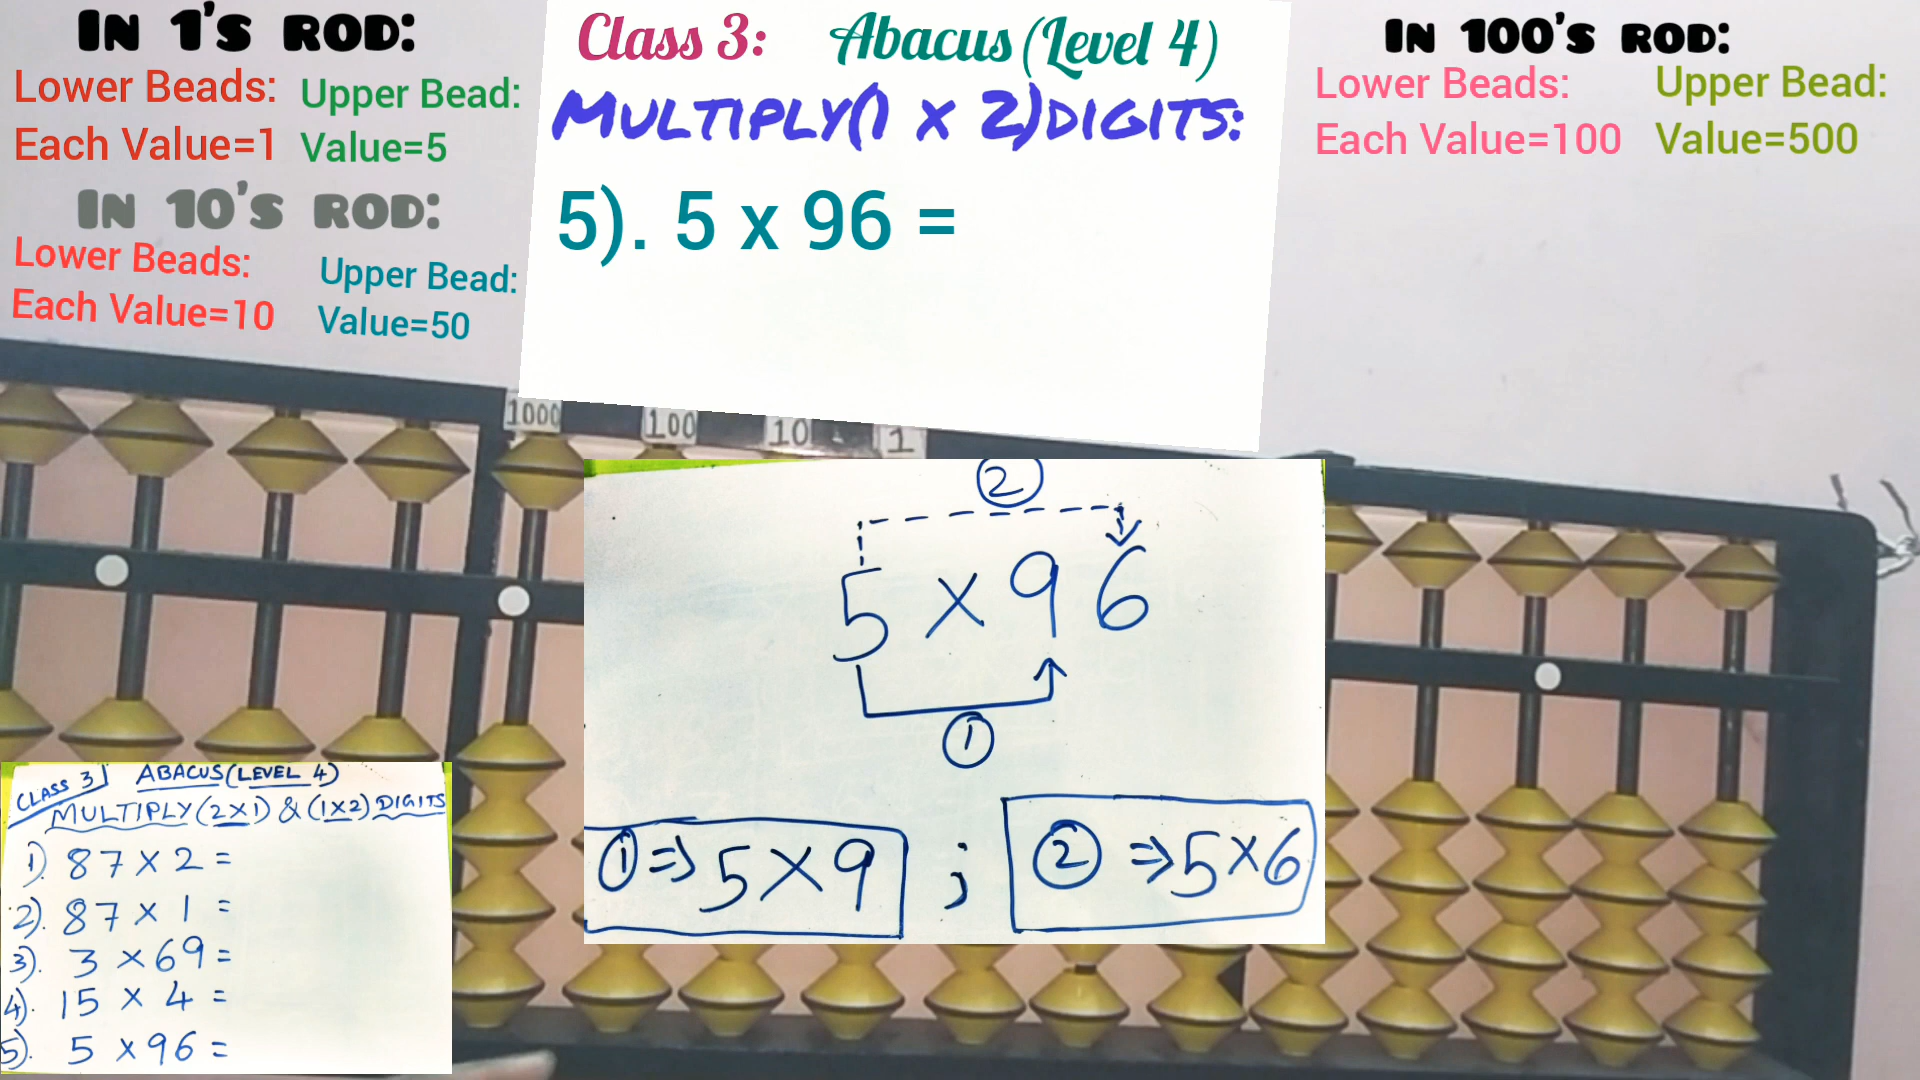 In 1's rod:
Lower Beads: Upper Bead:
Each Value=1 Value=5
In 10's rod:
Lower Beads: Upper Bead:
Each Value=10 Value=50
Class 3: Abacus (Level 4)
Multiply(1 x 2)digits:
5). 5 x 96 =
In 100's rod:
Lower Beads: Upper Bead:
Each Value=100 Value=500
1000 100 10 1
2
5 x 96
1
1 ⇒ 5 x 9 ; 2 ⇒ 5 x 6
CLASS 3 ABACUS (LEVEL 4)
MULTIPLY (2x1) & (1x2) DIGITS
1). 87 x 2 =
2). 87 x 1 =
3). 3 x 69 =
4). 15 x 4 =
5). 5 x 96 =